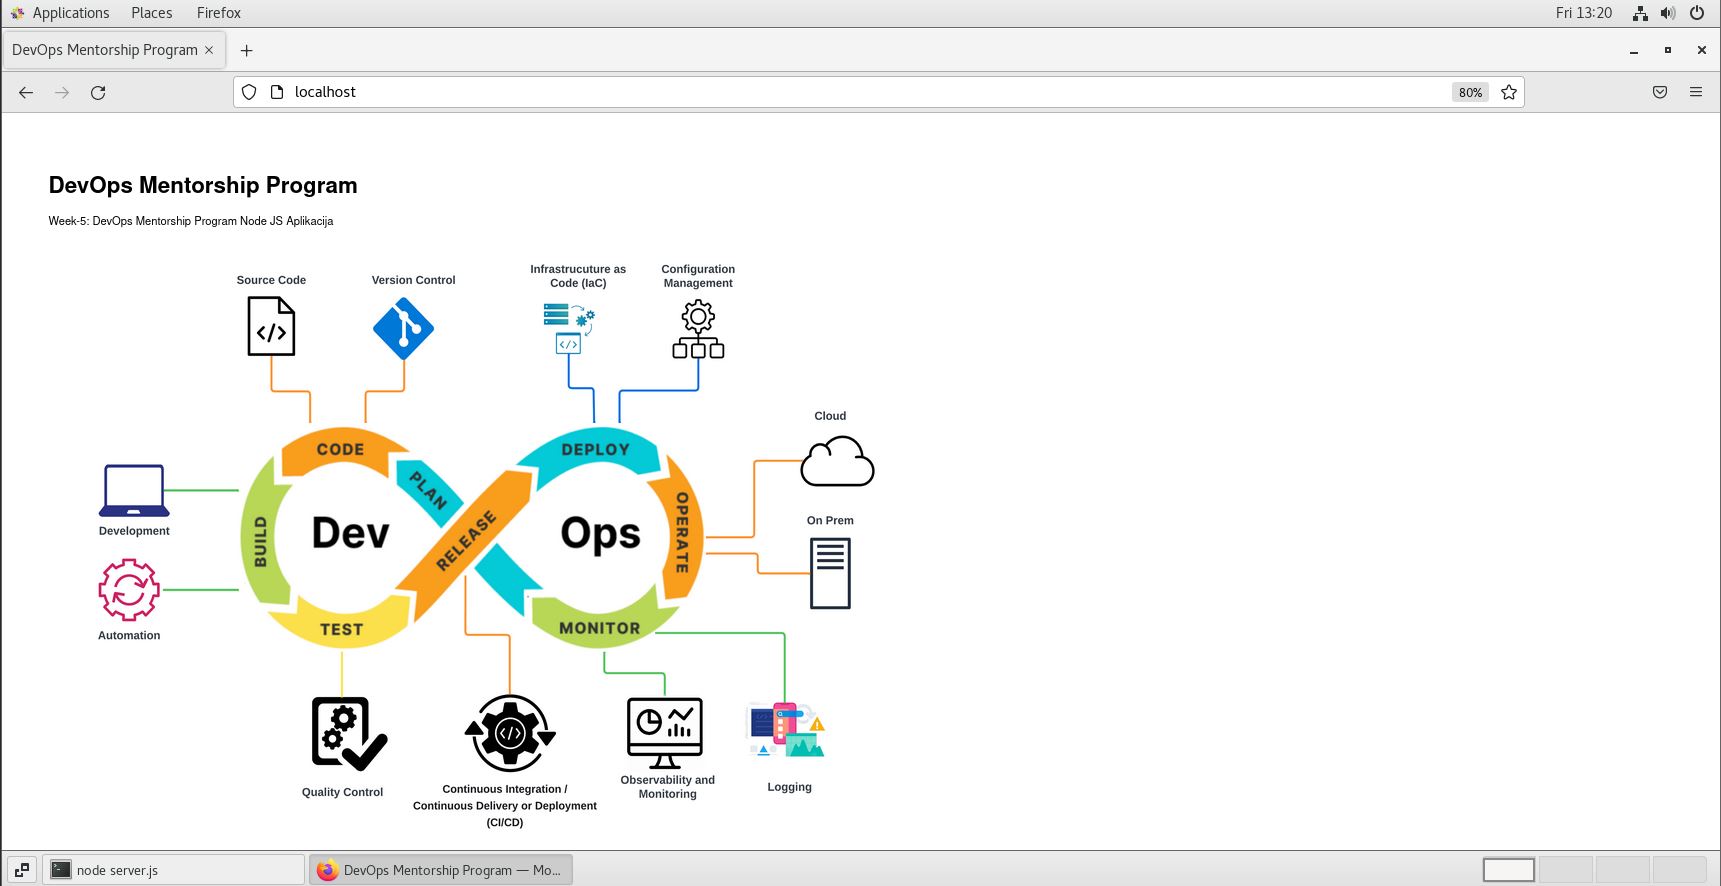 Applications Places Firefox Fri 13:20
DevOps Mentorship Program
localhost 80%
DevOps Mentorship Program
Week-5: DevOps Mentorship Program Node JS Aplikacija
Source Code
Version Control
Infrastrucuture as
Code (IaC)
Configuration
Management
Cloud
On Prem
Development
Automation
CODE
PLAN
BUILD
Dev
RELEASE
TEST
DEPLOY
Ops
OPERATE
MONITOR
Quality Control
Continuous Integration /
Continuous Delivery or Deployment
(CI/CD)
Observability and
Monitoring
Logging
node server.js
DevOps Mentorship Program — Mo...